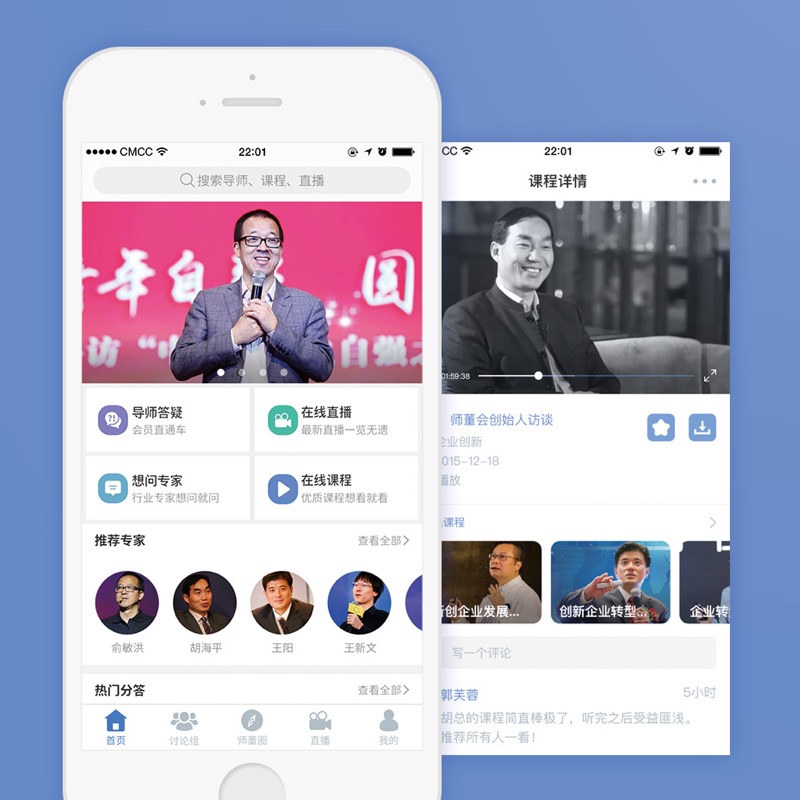 CMCC
22:01
搜索导师、课程、直播
年自
圆
访“中
自强之
导师答疑
会员直通车
在线直播
最新直播一览无遗
想问专家
行业专家想问就问
在线课程
优质课程想看就看
推荐专家
查看全部
俞敏洪
胡海平
王阳
王新文
热门分答
查看全部
首页
讨论组
师董圈
直播
我的
CC
22:01
课程详情
01:59:38
师董会创始人访谈
企业创新
015-12-18
播放
课程
新创企业发展...
创新企业转型...
企业转
写一个评论
郭芙蓉
5小时
胡总的课程简直棒极了，听完之后受益匪浅。
推荐所有人一看！